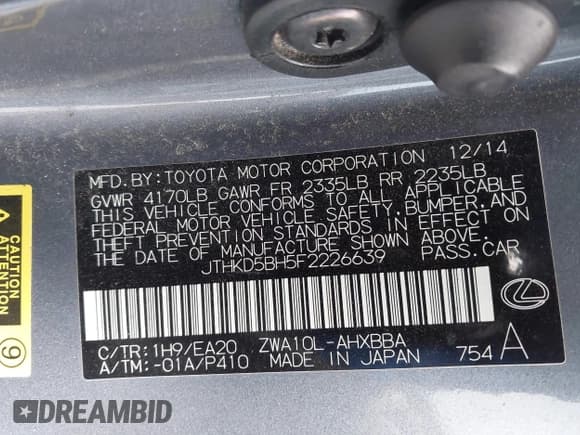 MFD. BY: TOYOTA MOTOR CORPORATION 12/14
GVWR 4170LB GAWR FR 2335LB RR 2235LB
THIS VEHICLE CONFORMS TO ALL APPLICABLE
FEDERAL MOTOR VEHICLE SAFETY, BUMPER, AND
THEFT PREVENTION STANDARDS IN EFFECT ON
THE DATE OF MANUFACTURE SHOWN ABOVE.
JTHKD5BH5F2226639 PASS. CAR
C/TR: 1H9/EA20 ZWA10L-AHXBBA
A/TM: -01A/P410 MADE IN JAPAN 754 A
CAUTION
ATTENTION
9
DREAMBID